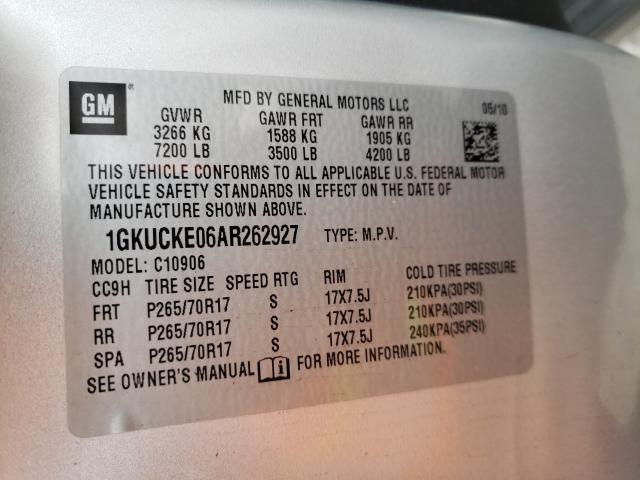 GM
MFD BY GENERAL MOTORS LLC 05/10
GVWR GAWR FRT GAWR RR
3266 KG 1588 KG 1905 KG
7200 LB 3500 LB 4200 LB
THIS VEHICLE CONFORMS TO ALL APPLICABLE U.S. FEDERAL MOTOR
VEHICLE SAFETY STANDARDS IN EFFECT ON THE DATE OF
MANUFACTURE SHOWN ABOVE.
1GKUCKE06AR262927 TYPE: M.P.V.
MODEL: C10906
CC9H TIRE SIZE SPEED RTG RIM COLD TIRE PRESSURE
FRT P265/70R17 S 17X7.5J 210KPA(30PSI)
RR P265/70R17 S 17X7.5J 210KPA(30PSI)
SPA P265/70R17 S 17X7.5J 240KPA(35PSI)
SEE OWNER'S MANUAL FOR MORE INFORMATION.